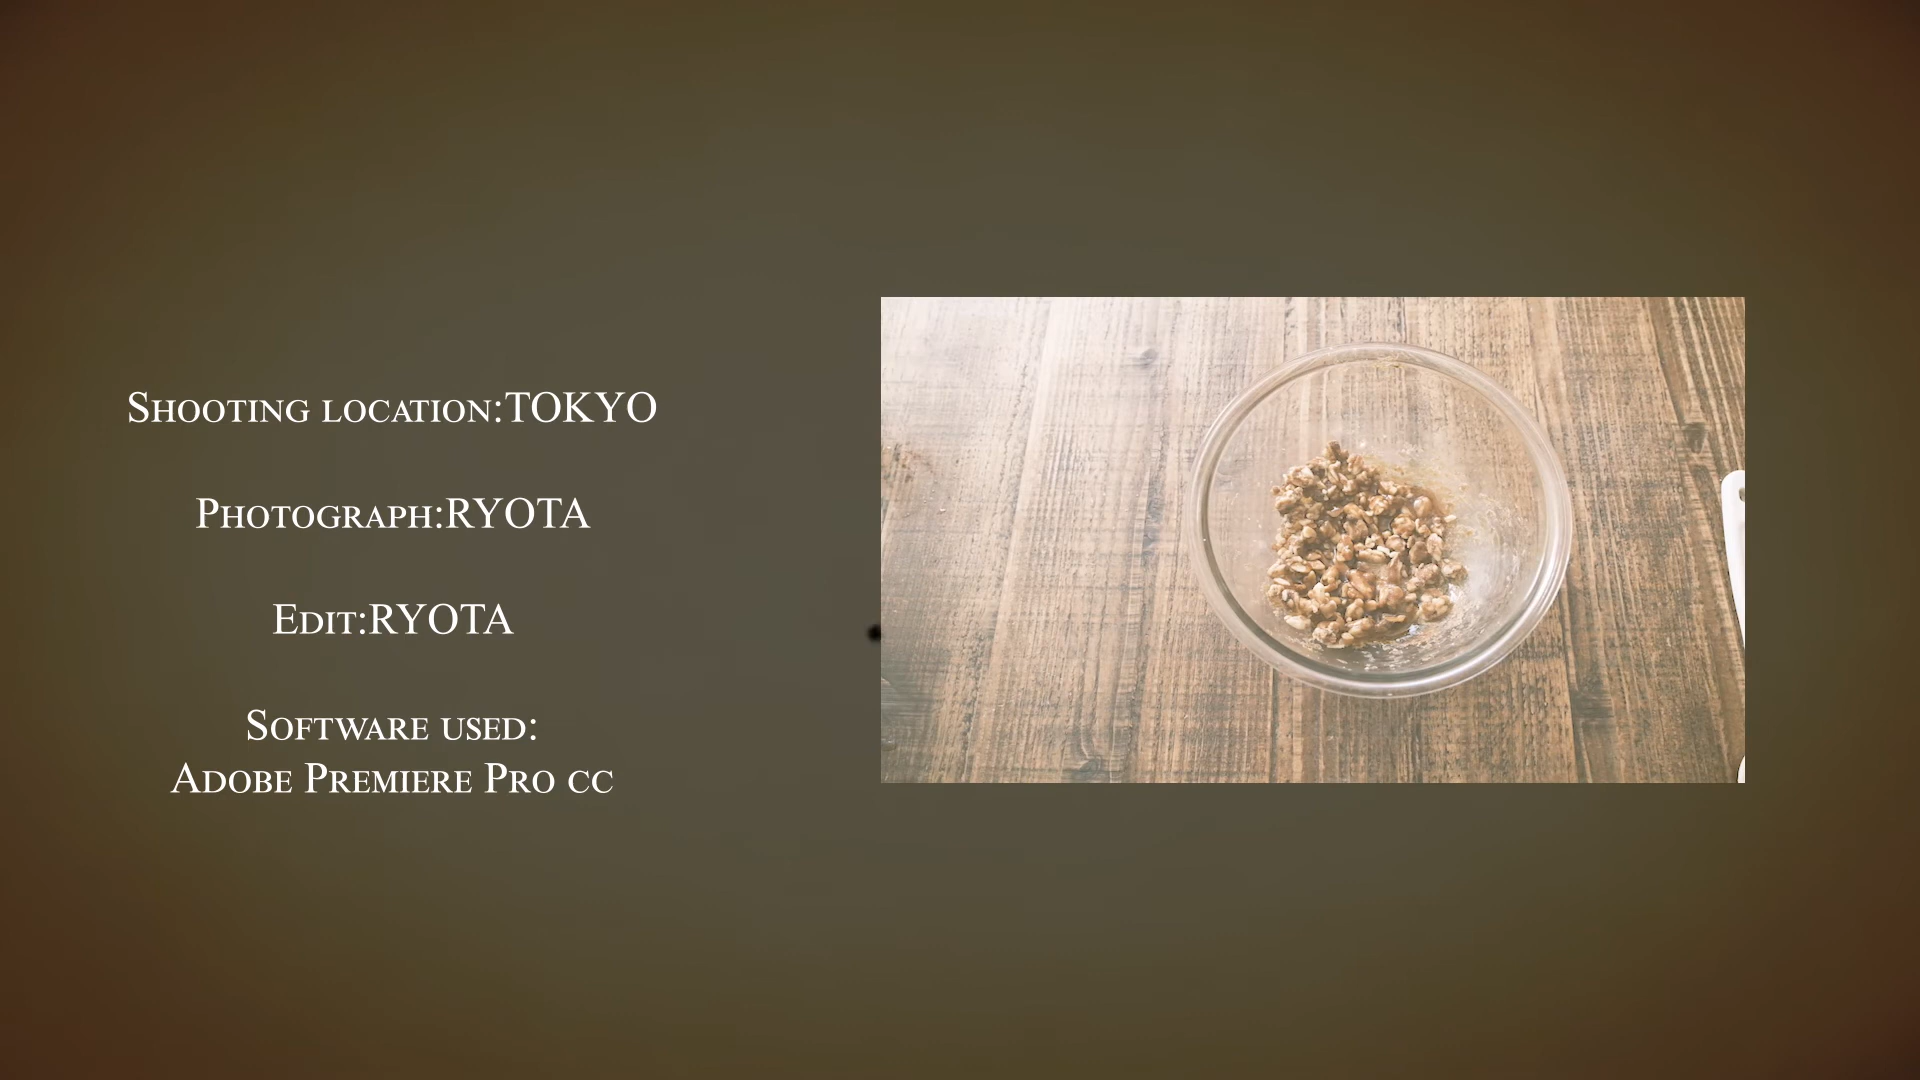 Shooting location:TOKYO
Photograph:RYOTA
Edit:RYOTA
Software used:
Adobe Premiere Pro cc